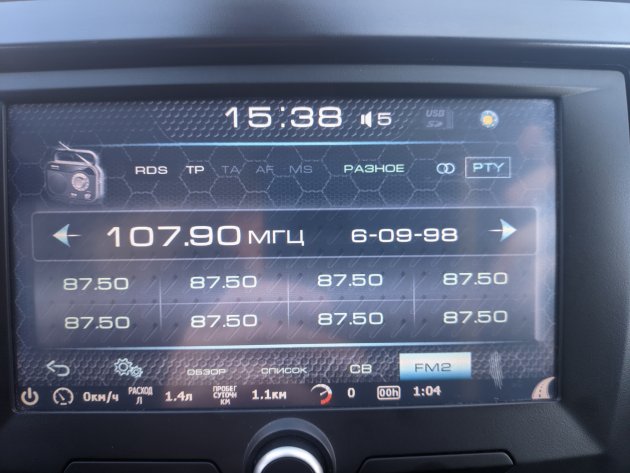 15:38 5 USB SD
RDS TP TA AF MS РАЗНОЕ PTY
107.90 МГЦ 6-09-98
87.50 87.50 87.50 87.50
87.50 87.50 87.50 87.50
ОБЗОР СПИСОК СВ FM2
0км/ч РАСХОД Л 1.4л ПРОБЕГ СУТОЧН КМ 1.1км 0 00h 1:04